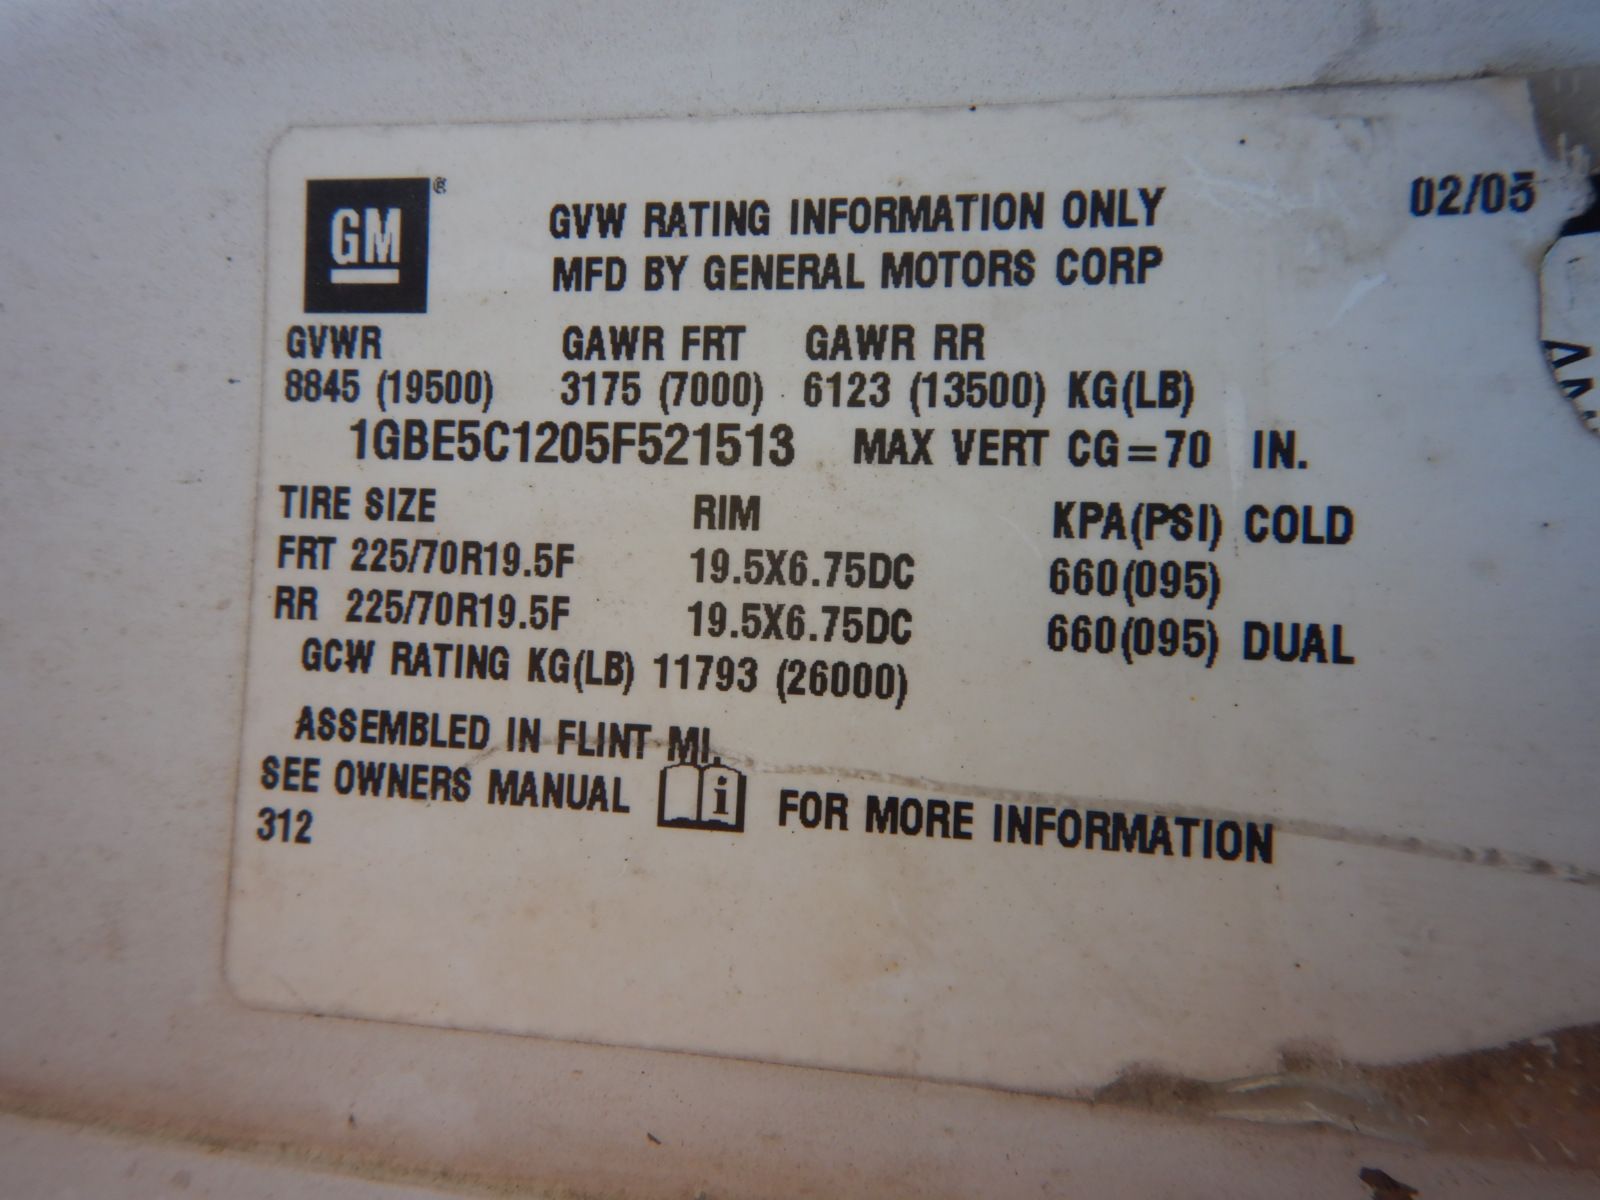 GM ®
GVW RATING INFORMATION ONLY 02/05
MFD BY GENERAL MOTORS CORP
GVWR GAWR FRT GAWR RR
8845 (19500) 3175 (7000) 6123 (13500) KG(LB)
1GBE5C1205F521513 MAX VERT CG=70 IN.
TIRE SIZE RIM KPA(PSI) COLD
FRT 225/70R19.5F 19.5X6.75DC 660(095)
RR 225/70R19.5F 19.5X6.75DC 660(095) DUAL
GCW RATING KG(LB) 11793 (26000)
ASSEMBLED IN FLINT MI.
SEE OWNERS MANUAL i FOR MORE INFORMATION
312